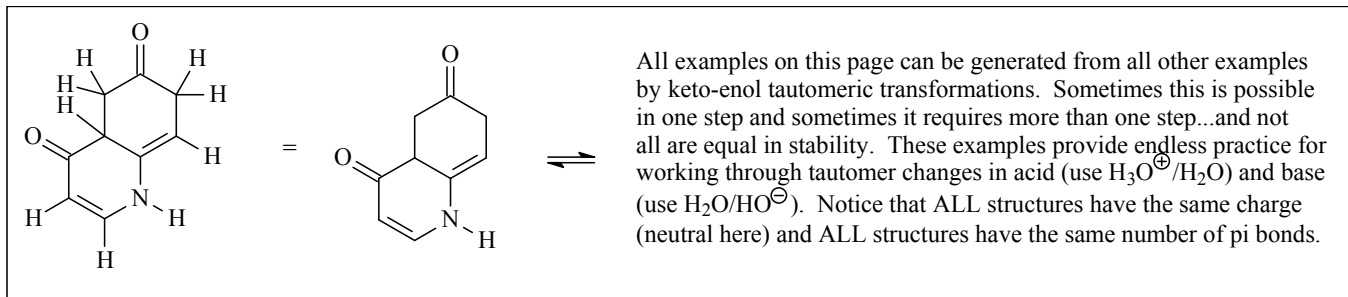 O
H
H
H
H
H
H
O
H
H
N
H
H
=
O
O
N
H
All examples on this page can be generated from all other examples
by keto-enol tautomeric transformations. Sometimes this is possible
in one step and sometimes it requires more than one step...and not
all are equal in stability. These examples provide endless practice for
working through tautomer changes in acid (use H₃O⊕/H₂O) and base
(use H₂O/HO⊖). Notice that ALL structures have the same charge
(neutral here) and ALL structures have the same number of pi bonds.